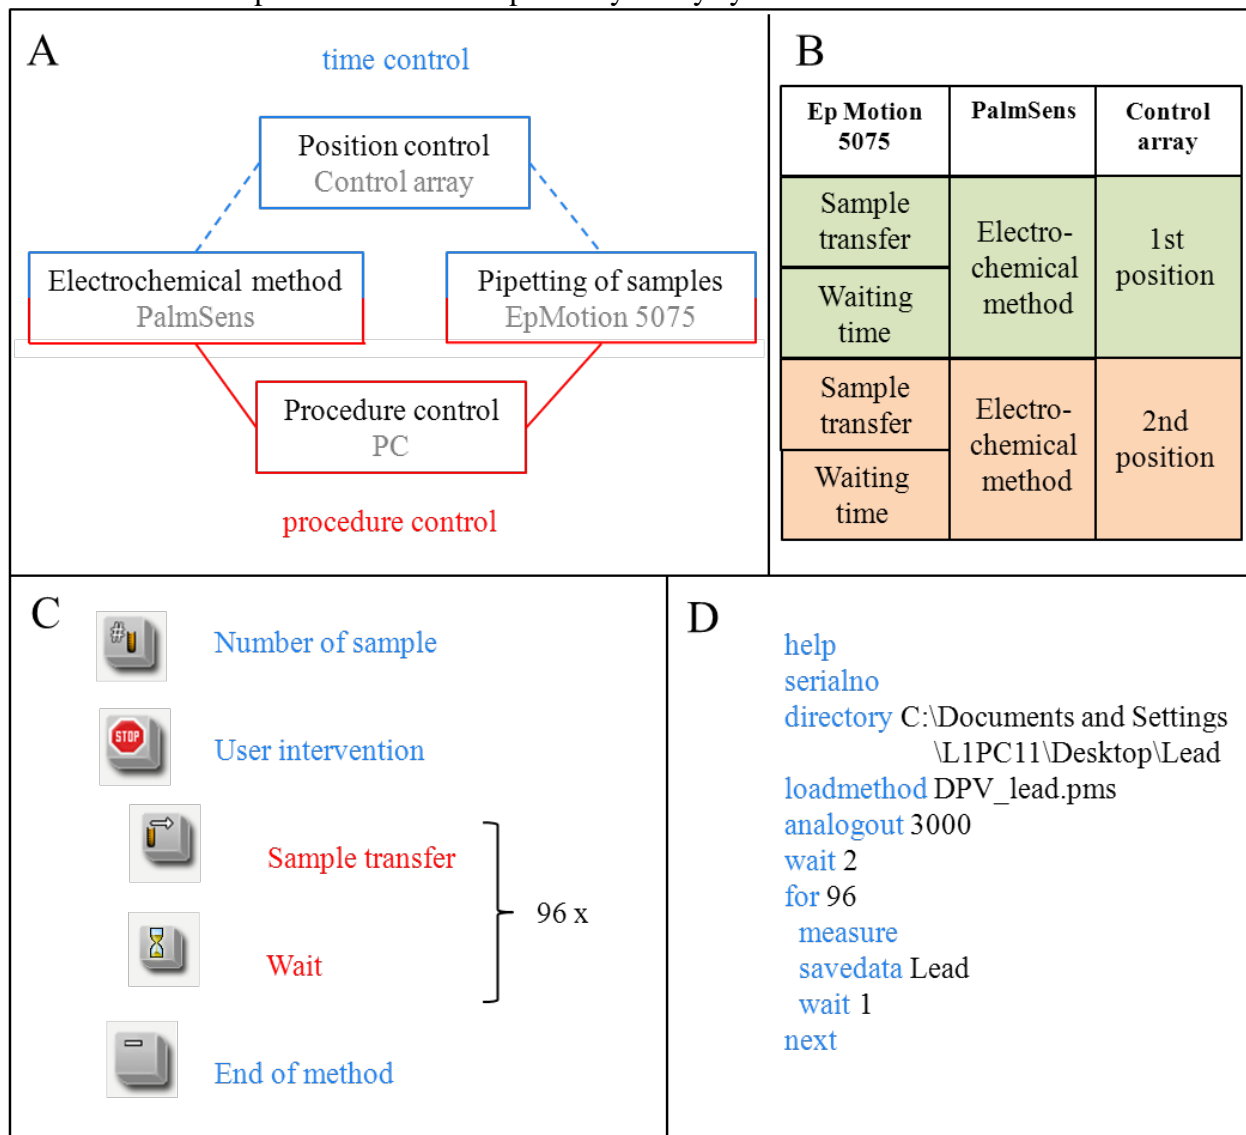 A
time control
Position control
Control array
Electrochemical method
PalmSens
Pipetting of samples
EpMotion 5075
Procedure control
PC
procedure control
B
Ep Motion
5075
PalmSens
Control
array
Sample
transfer
Waiting
time
Electro-
chemical
method
1st
position
Sample
transfer
Waiting
time
Electro-
chemical
method
2nd
position
C
#
Number of sample
STOP
User intervention
Sample transfer
Wait
96 x
End of method
D
help
serialno
directory C:\Documents and Settings
\L1PC11\Desktop\Lead
loadmethod DPV_lead.pms
analogout 3000
wait 2
for 96
measure
savedata Lead
wait 1
next